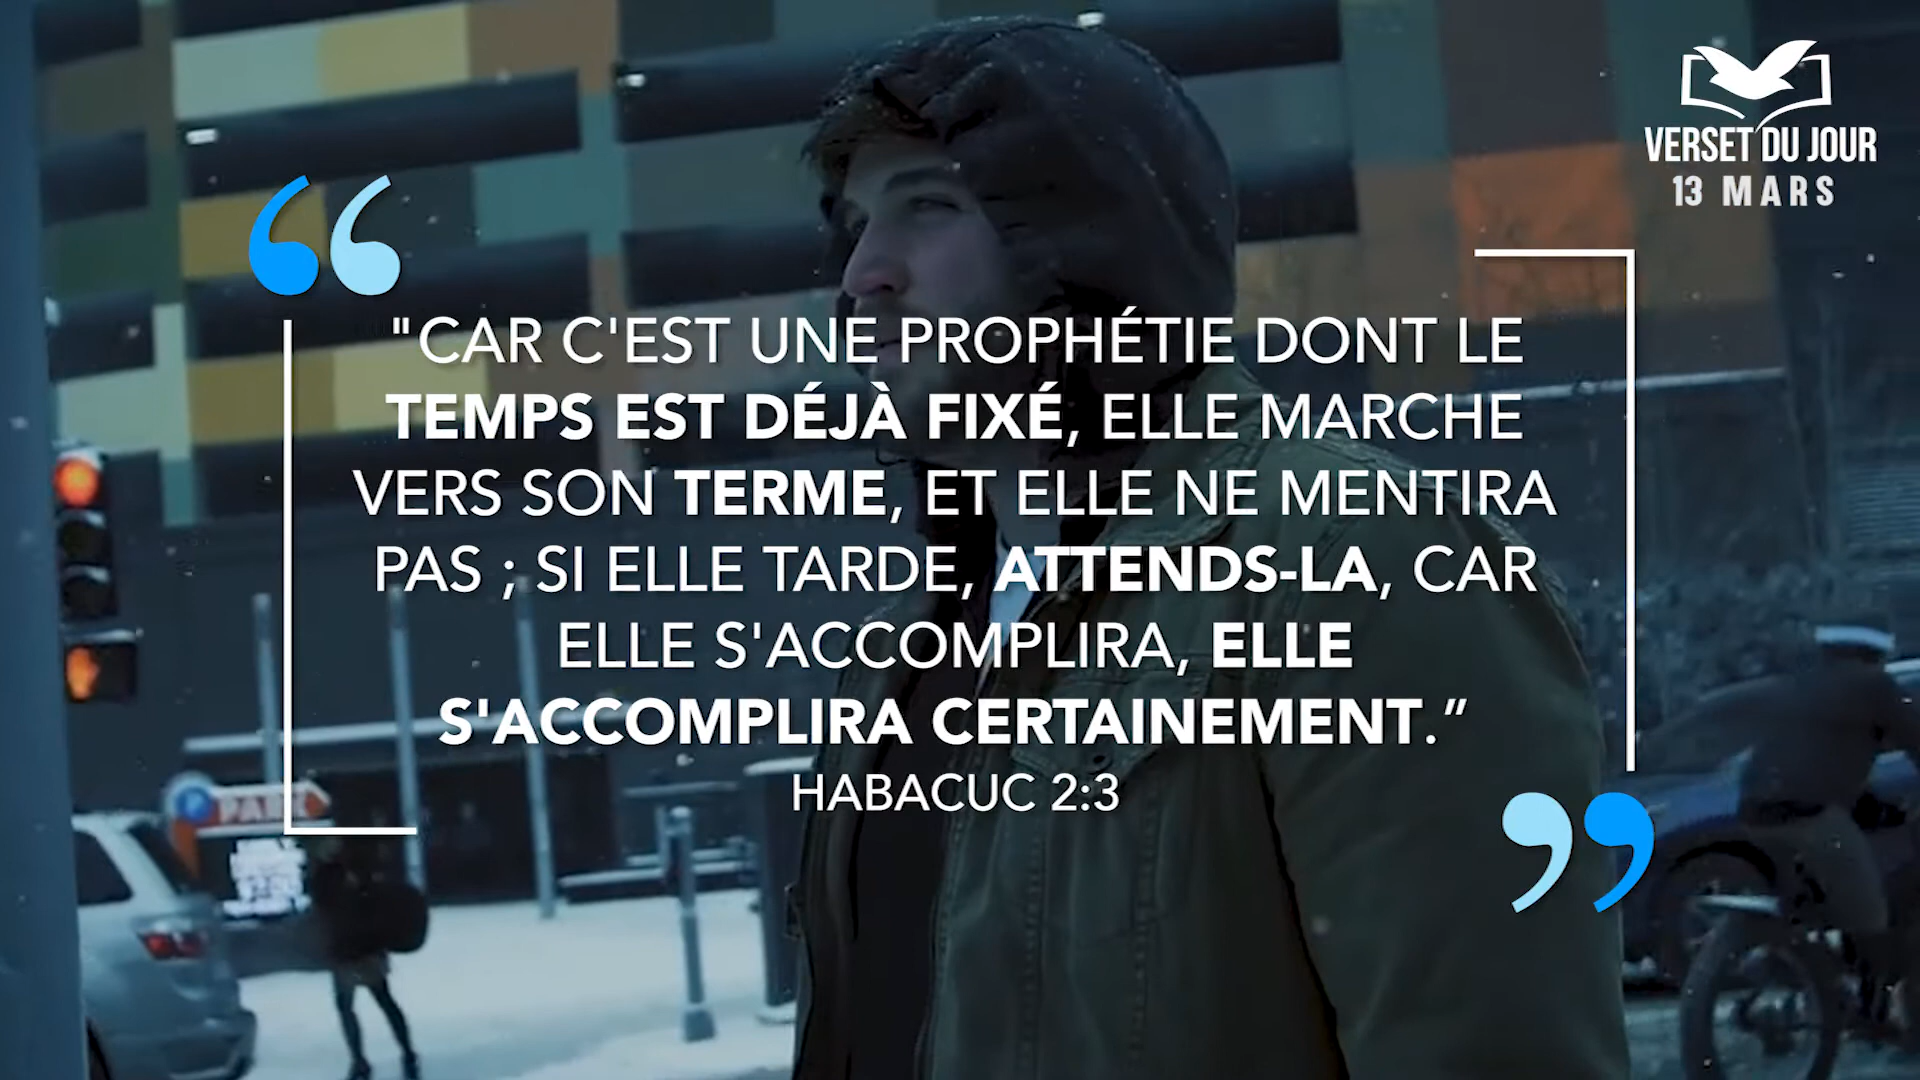 VERSET DU JOUR
13 MARS
"CAR C'EST UNE PROPHÉTIE DONT LE
TEMPS EST DÉJÀ FIXÉ, ELLE MARCHE
VERS SON TERME, ET ELLE NE MENTIRA
PAS ; SI ELLE TARDE, ATTENDS-LA, CAR
ELLE S'ACCOMPLIRA, ELLE
S'ACCOMPLIRA CERTAINEMENT.”
HABACUC 2:3
P PARK